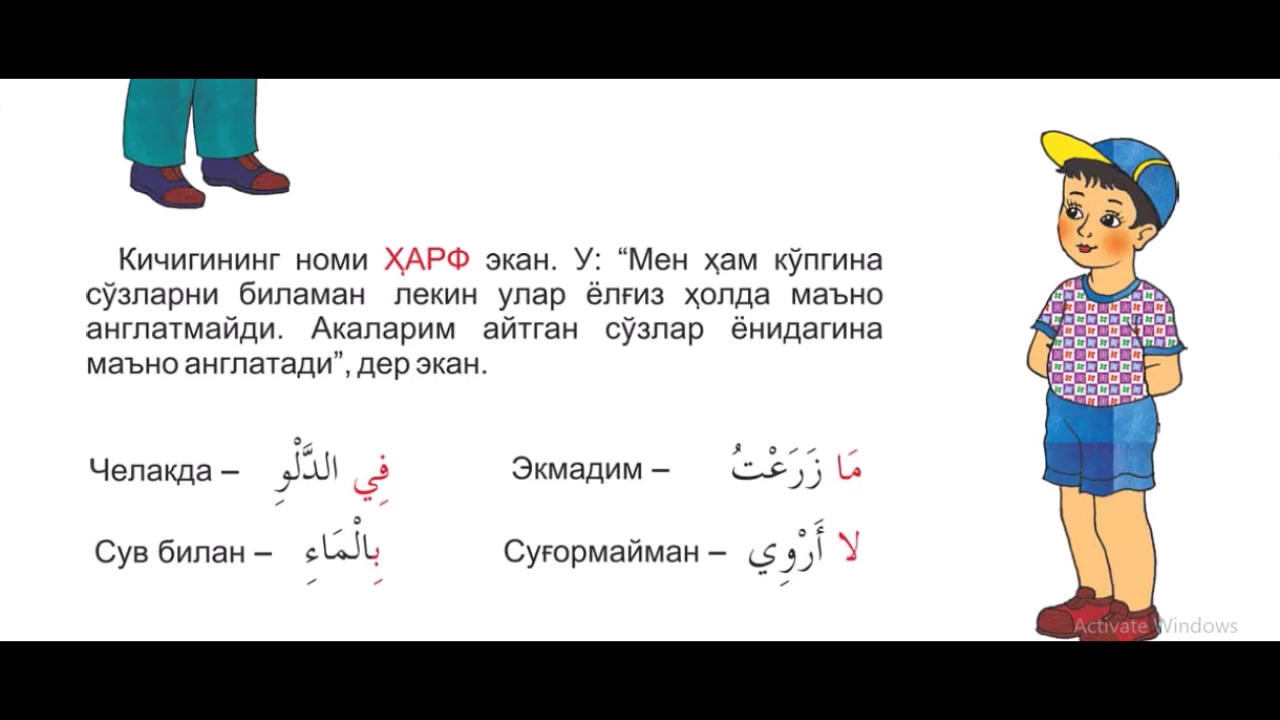 Кичигининг номи ҲАРФ экан. У: “Мен ҳам кўпгина
сўзларни биламан лекин улар ёлғиз ҳолда маъно
англатмайди. Акаларим айтган сўзлар ёнидагина
маъно англатади”, дер экан.
Челакда – فِي الدَّلْوِ
Экмадим – مَا زَرَعْتُ
Сув билан – بِالْمَاءِ
Суғормайман – لا أَرْوِي
Activate Windows